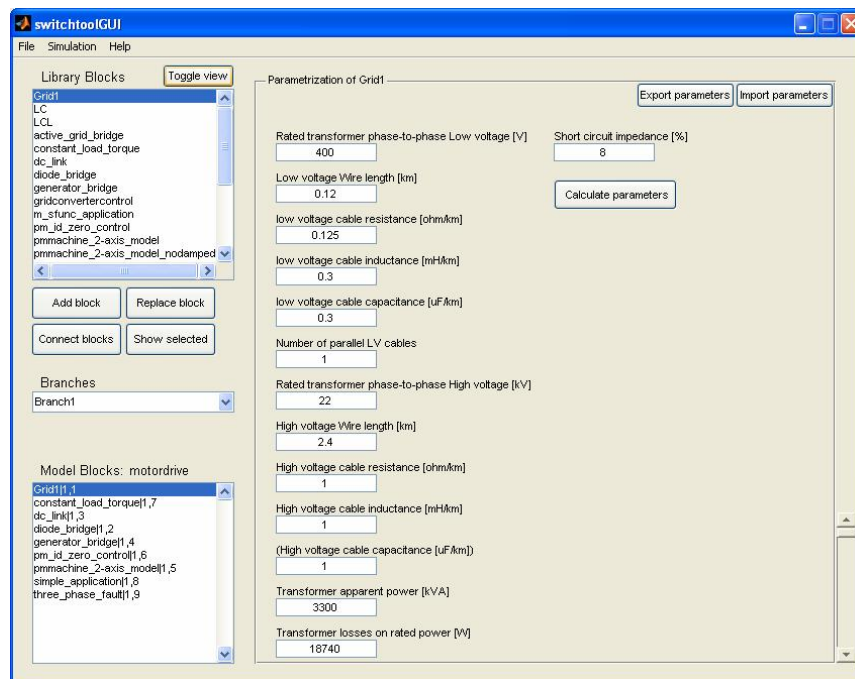 switchtoolGUI
File Simulation Help
Library Blocks
Toggle view
Grid1
LC
LCL
active_grid_bridge
constant_load_torque
dc_link
diode_bridge
generator_bridge
gridconvertercontrol
m_sfunc_application
pm_id_zero_control
pmmachine_2-axis_model
pmmachine_2-axis_model_nodamped
Add block
Replace block
Connect blocks
Show selected
Branches
Branch1
Model Blocks: motordrive
Grid1|1,1
constant_load_torque|1,7
dc_link|1,3
diode_bridge|1,2
generator_bridge|1,4
pm_id_zero_control|1,6
pmmachine_2-axis_model|1,5
simple_application|1,8
three_phase_fault|1,9
Parametrization of Grid1
Export parameters
Import parameters
Rated transformer phase-to-phase Low voltage [V]
400
Low voltage Wire length [km]
0.12
low voltage cable resistance [ohm/km]
0.125
low voltage cable inductance [mH/km]
0.3
low voltage cable capacitance [uF/km]
0.3
Number of parallel LV cables
1
Rated transformer phase-to-phase High voltage [kV]
22
High voltage Wire length [km]
2.4
High voltage cable resistance [ohm/km]
1
High voltage cable inductance [mH/km]
1
(High voltage cable capacitance [uF/km])
1
Transformer apparent power [kVA]
3300
Transformer losses on rated power [W]
18740
Short circuit impedance [%]
8
Calculate parameters